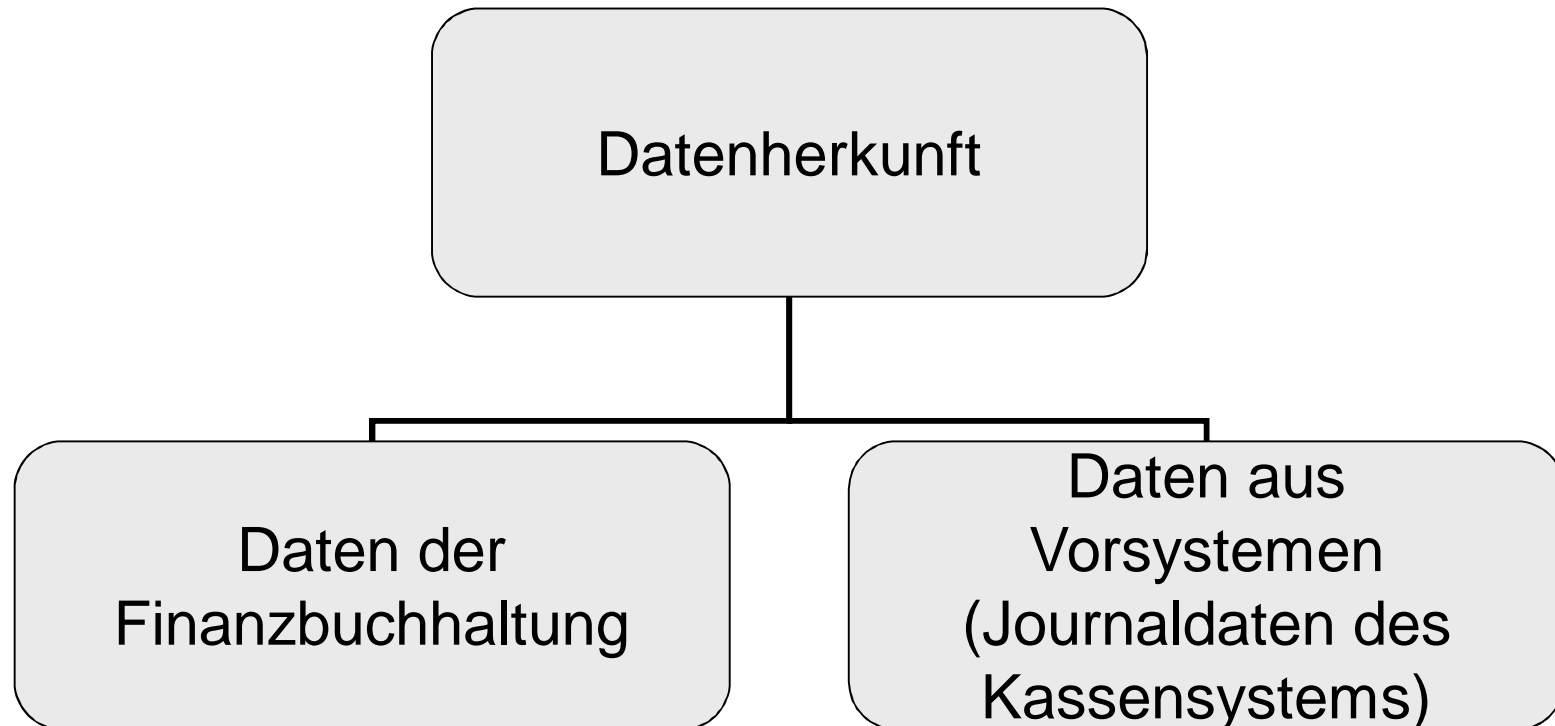 Datenherkunft
Daten der
Finanzbuchhaltung
Daten aus
Vorsystemen
(Journaldaten des
Kassensystems)